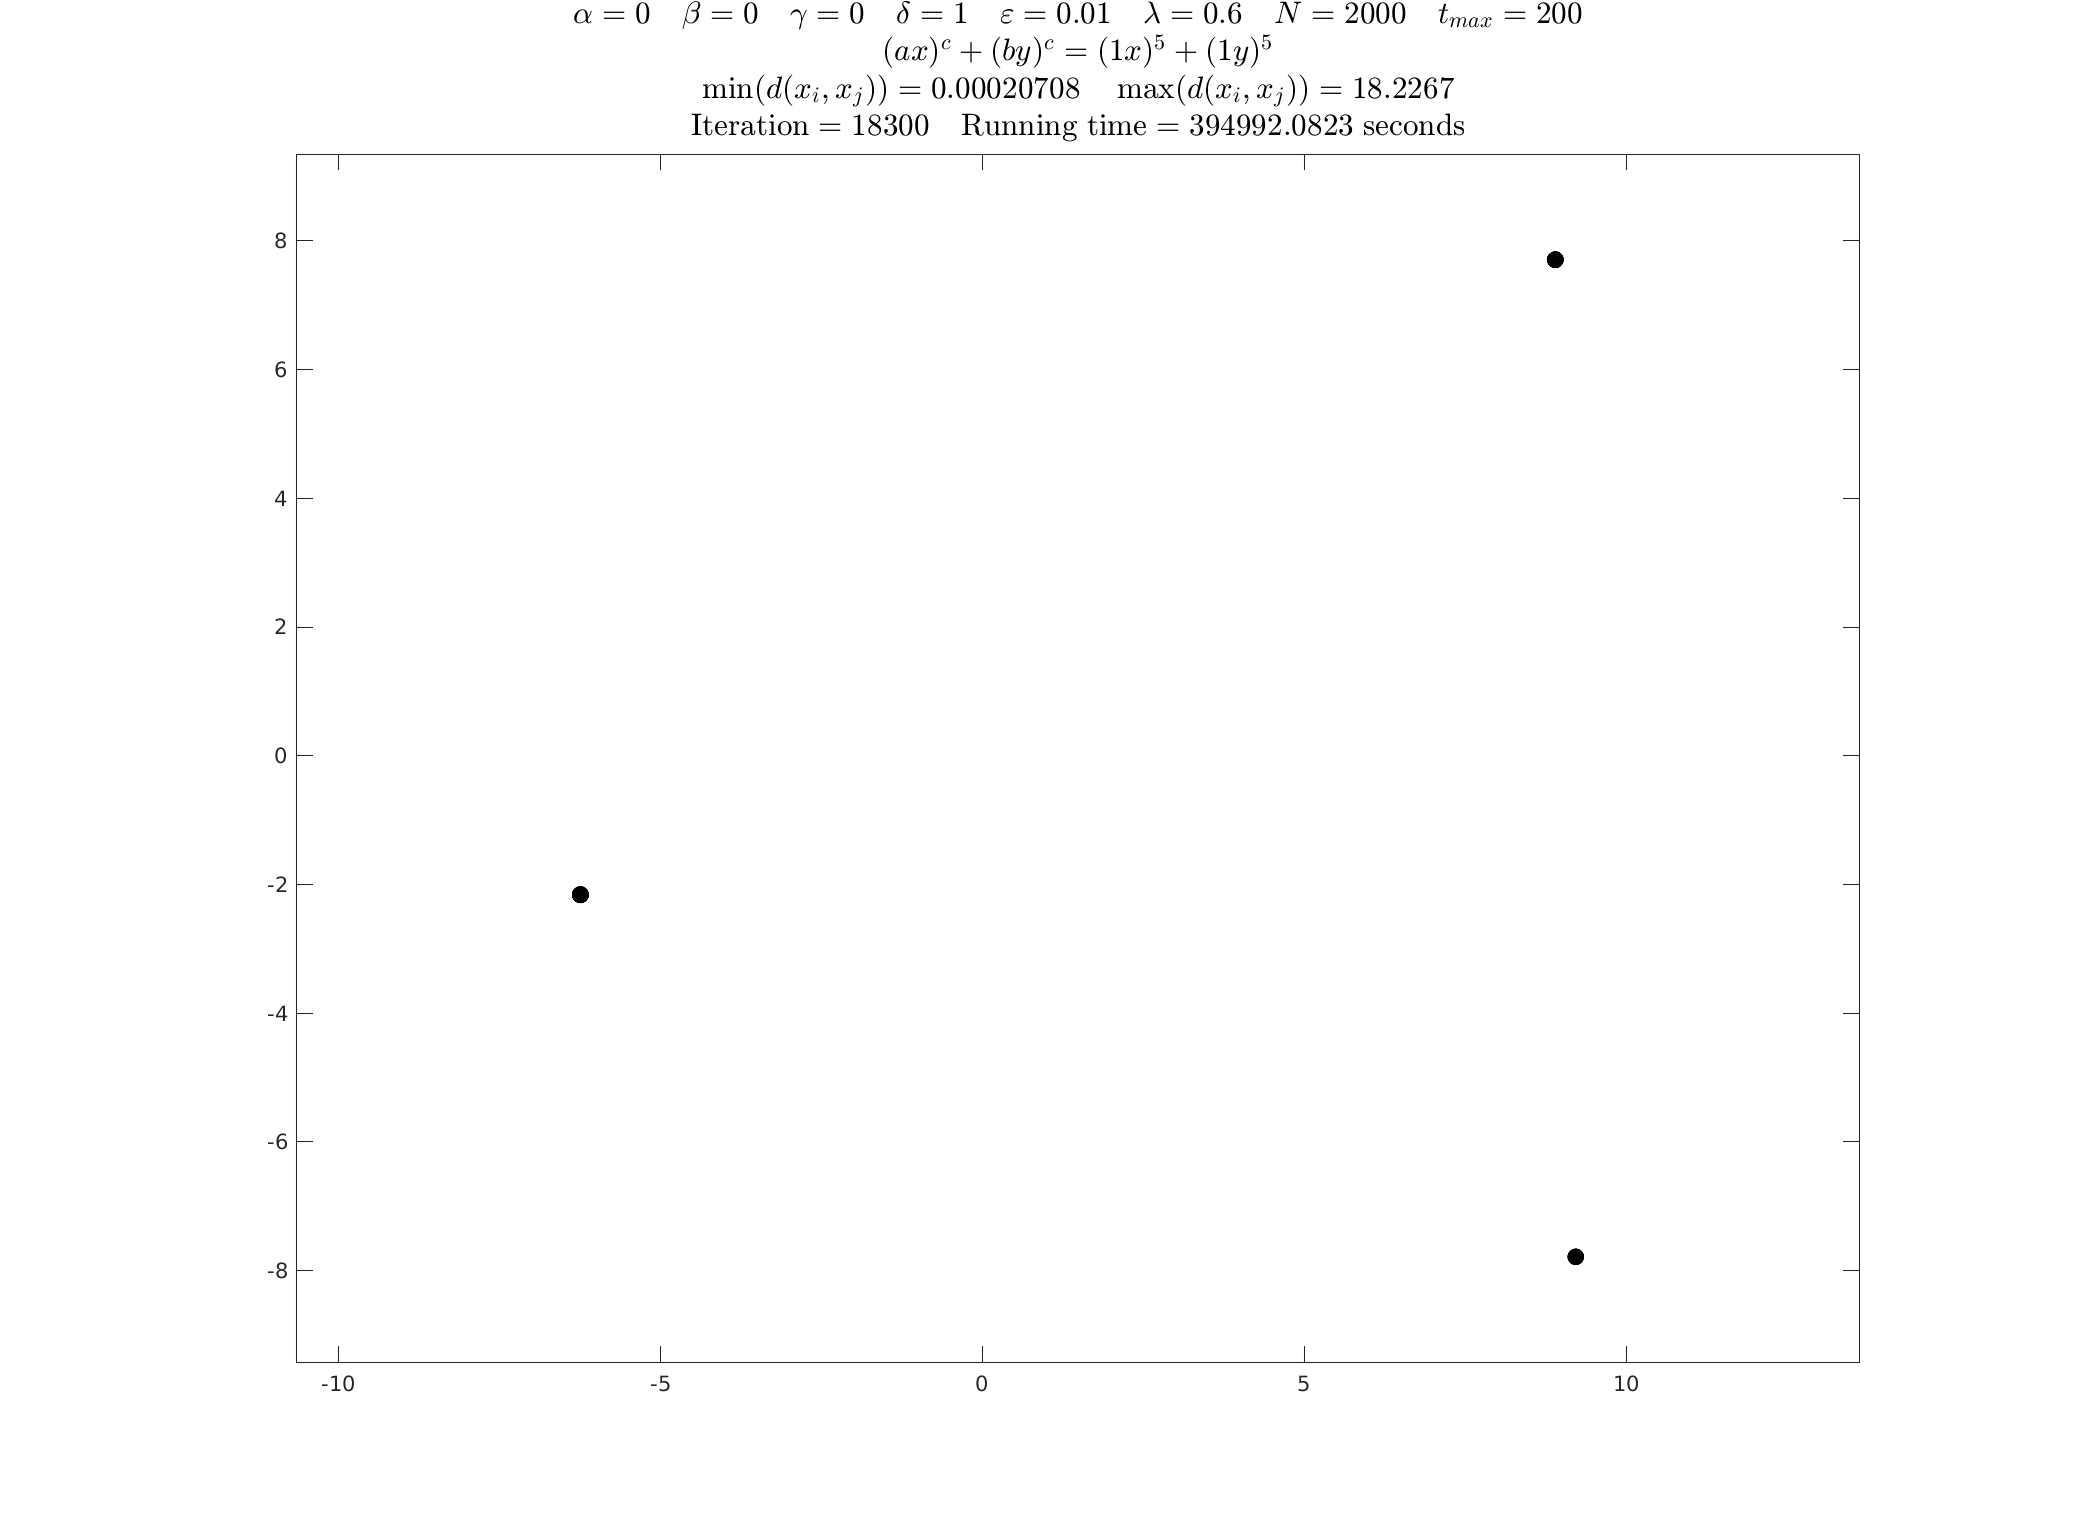 α = 0 β = 0 γ = 0 δ = 1 ε = 0.01 λ = 0.6 N = 2000 t_{max} = 200
(ax)^c + (by)^c = (1x)^5 + (1y)^5
min(d(x_i, x_j)) = 0.00020708 max(d(x_i, x_j)) = 18.2267
Iteration = 18300 Running time = 394992.0823 seconds
8
6
4
2
0
-2
-4
-6
-8
-10 -5 0 5 10